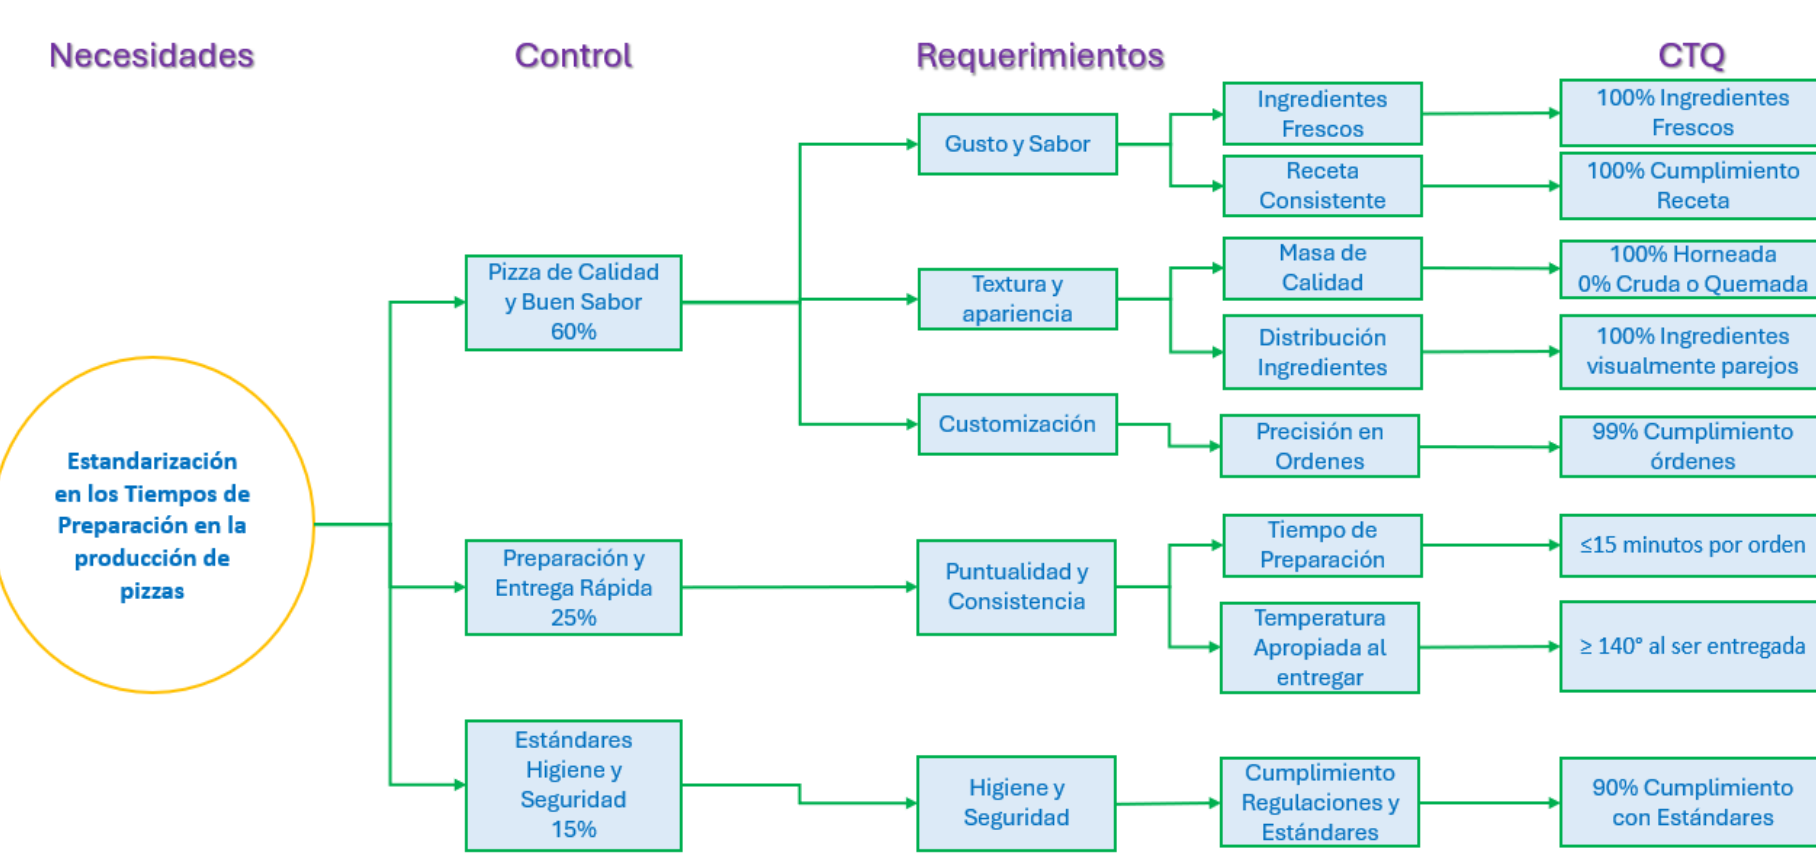 Necesidades
Control
Requerimientos
CTQ
Estandarización
en los Tiempos de
Preparación en la
producción de
pizzas
Pizza de Calidad
y Buen Sabor
60%
Preparación y
Entrega Rápida
25%
Estándares
Higiene y
Seguridad
15%
Gusto y Sabor
Textura y
apariencia
Customización
Puntualidad y
Consistencia
Higiene y
Seguridad
Ingredientes
Frescos
Receta
Consistente
Masa de
Calidad
Distribución
Ingredientes
Precisión en
Ordenes
Tiempo de
Preparación
Temperatura
Apropiada al
entregar
Cumplimiento
Regulaciones y
Estándares
100% Ingredientes
Frescos
100% Cumplimiento
Receta
100% Horneada
0% Cruda o Quemada
100% Ingredientes
visualmente parejos
99% Cumplimiento
órdenes
≤15 minutos por orden
≥ 140° al ser entregada
90% Cumplimiento
con Estándares